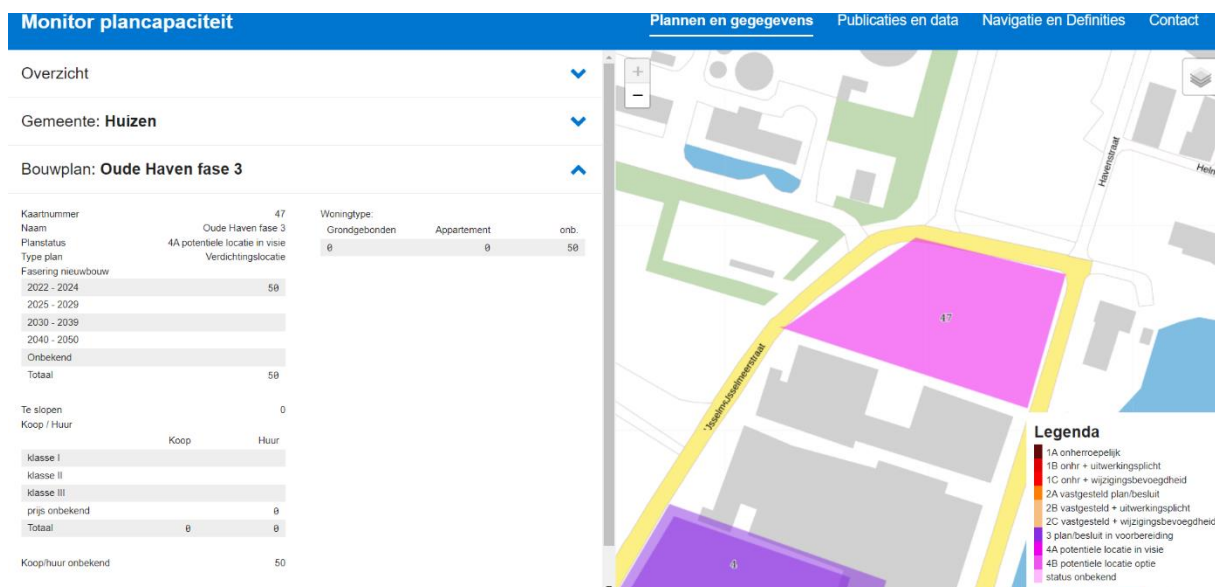 Monitor plancapaciteit
Plannen en gegegevens Publicaties en data Navigatie en Definities Contact
Overzicht
Gemeente: Huizen
Bouwplan: Oude Haven fase 3
Kaartnummer 47
Naam Oude Haven fase 3
Planstatus 4A potentiele locatie in visie
Type plan Verdichtingslocatie
Fasering nieuwbouw
2022 - 2024 50
2025 - 2029
2030 - 2039
2040 - 2050
Onbekend
Totaal 50
Te slopen 0
Koop / Huur
Koop Huur
klasse I
klasse II
klasse III
prijs onbekend 0
Totaal 0 0
Koop/huur onbekend 50
Woningtype:
Grondgebonden Appartement onb.
0 0 50
+
−
Havenstraat
47
IJsselmeerstraat
4
Legenda
1A onherroepelijk
1B onhr + uitwerkingsplicht
1C onhr + wijzigingsbevoegdheid
2A vastgesteld plan/besluit
2B vastgesteld + uitwerkingsplicht
2C vastgesteld + wijzigingsbevoegdheid
3 plan/besluit in voorbereiding
4A potentiele locatie in visie
4B potentiele locatie optie
status onbekend